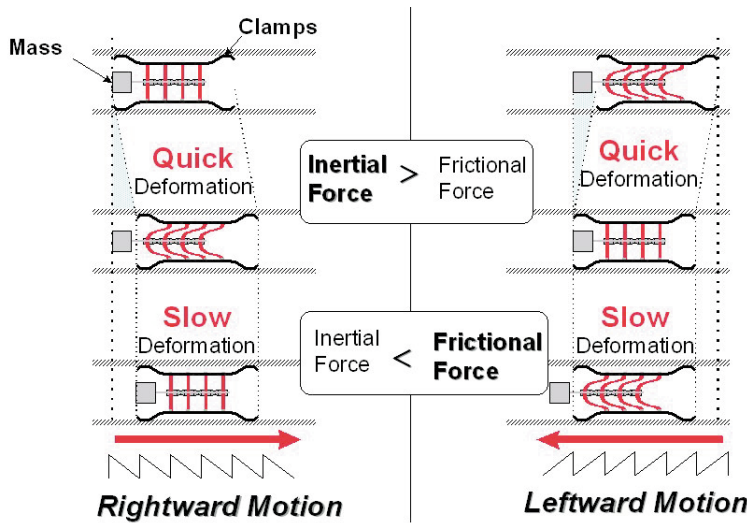 Clamps
Mass
Quick
Deformation
Inertial
Force
>
Frictional
Force
Quick
Deformation
Slow
Deformation
Inertial
Force
<
Frictional
Force
Slow
Deformation
Rightward Motion
Leftward Motion